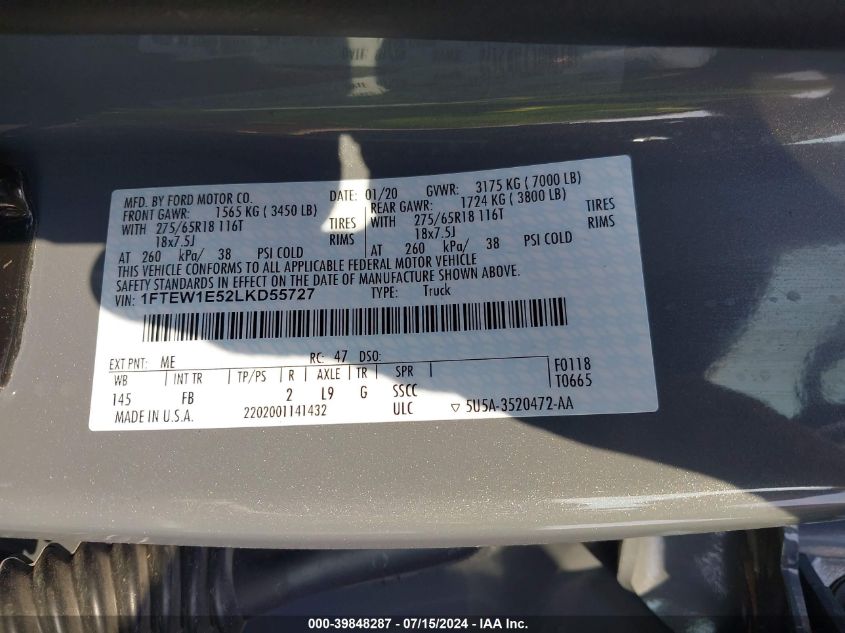 MFD. BY FORD MOTOR CO. DATE: 01/20 GVWR: 3175 KG ( 7000 LB)
FRONT GAWR: 1565 KG ( 3450 LB) REAR GAWR: 1724 KG ( 3800 LB)
WITH 275/65R18 116T TIRES WITH 275/65R18 116T TIRES
18x7.5J RIMS 18x7.5J RIMS
AT 260 kPa/ 38 PSI COLD AT 260 kPa/ 38 PSI COLD
THIS VEHICLE CONFORMS TO ALL APPLICABLE FEDERAL MOTOR VEHICLE
SAFETY STANDARDS IN EFFECT ON THE DATE OF MANUFACTURE SHOWN ABOVE.
VIN: 1FTEW1E52LKD55727 TYPE: Truck
EXT PNT: ME RC: 47 DSO: F0118
WB INT TR TP/PS R AXLE TR SPR T0665
145 FB 2 L9 G SSCC
MADE IN U.S.A. 2202001141432 ULC ▽ 5U5A-3520472-AA
000-39848287 - 07/15/2024 - IAA Inc.